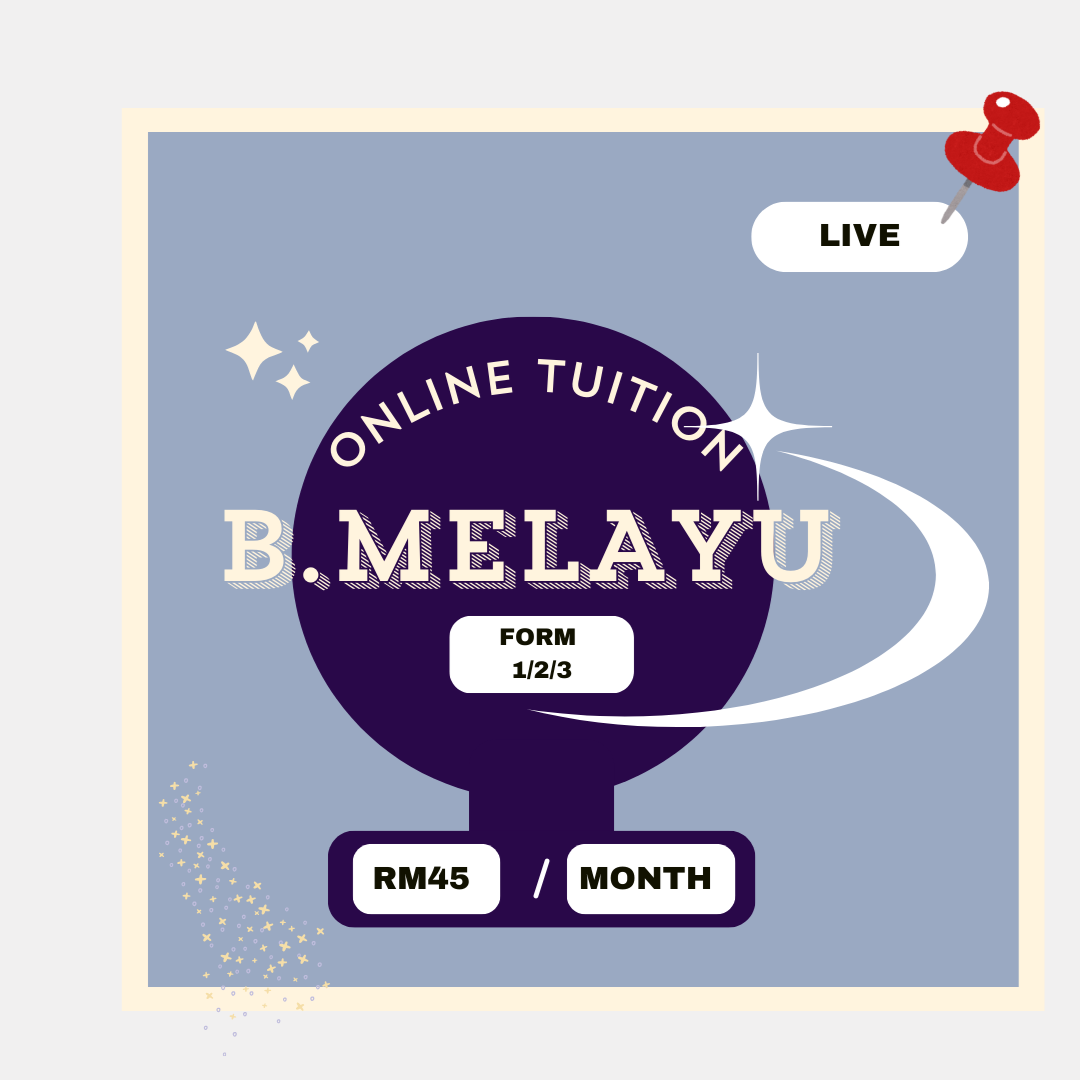 LIVE
ONLINE TUITION
B.MELAYU
FORM
1/2/3
RM45 / MONTH